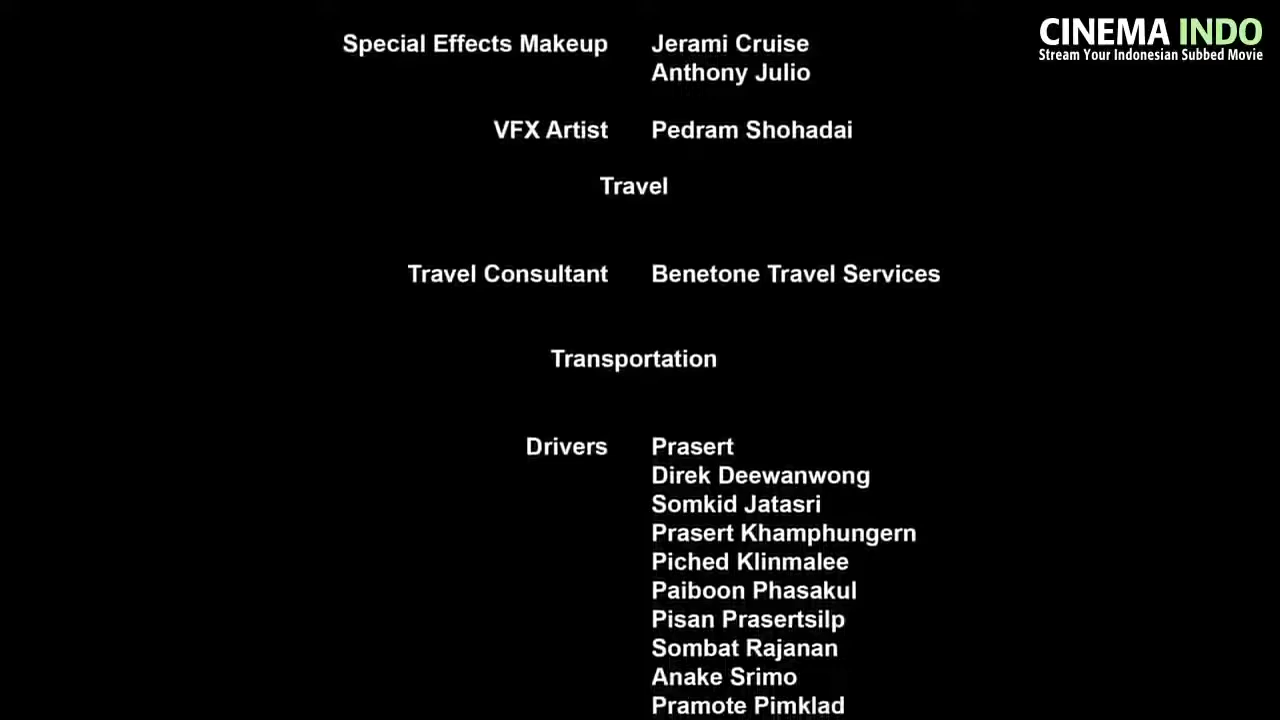 CINEMA INDO
Stream Your Indonesian Subbed Movie
Special Effects Makeup Jerami Cruise
Anthony Julio
VFX Artist Pedram Shohadai
Travel
Travel Consultant Benetone Travel Services
Transportation
Drivers Prasert
Direk Deewanwong
Somkid Jatasri
Prasert Khamphungern
Piched Klinmalee
Paiboon Phasakul
Pisan Prasertsilp
Sombat Rajanan
Anake Srimo
Pramote Pimklad